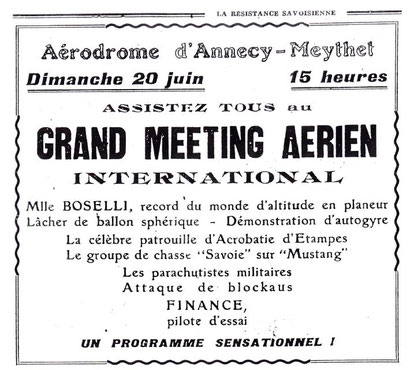 LA RÉSISTANCE SAVOISIENNE
Aérodrome d'Annecy-Meythet
Dimanche 20 juin 15 heures
ASSISTEZ TOUS au
GRAND MEETING AERIEN
INTERNATIONAL
Mlle BOSELLI, record du monde d'altitude en planeur
Lâcher de ballon sphérique - Démonstration d'autogyre
La célèbre patrouille d'Acrobatie d'Etampes
Le groupe de chasse "Savoie" sur "Mustang"
Les parachutistes militaires
Attaque de blockaus
FINANCE,
pilote d'essai
UN PROGRAMME SENSATIONNEL !